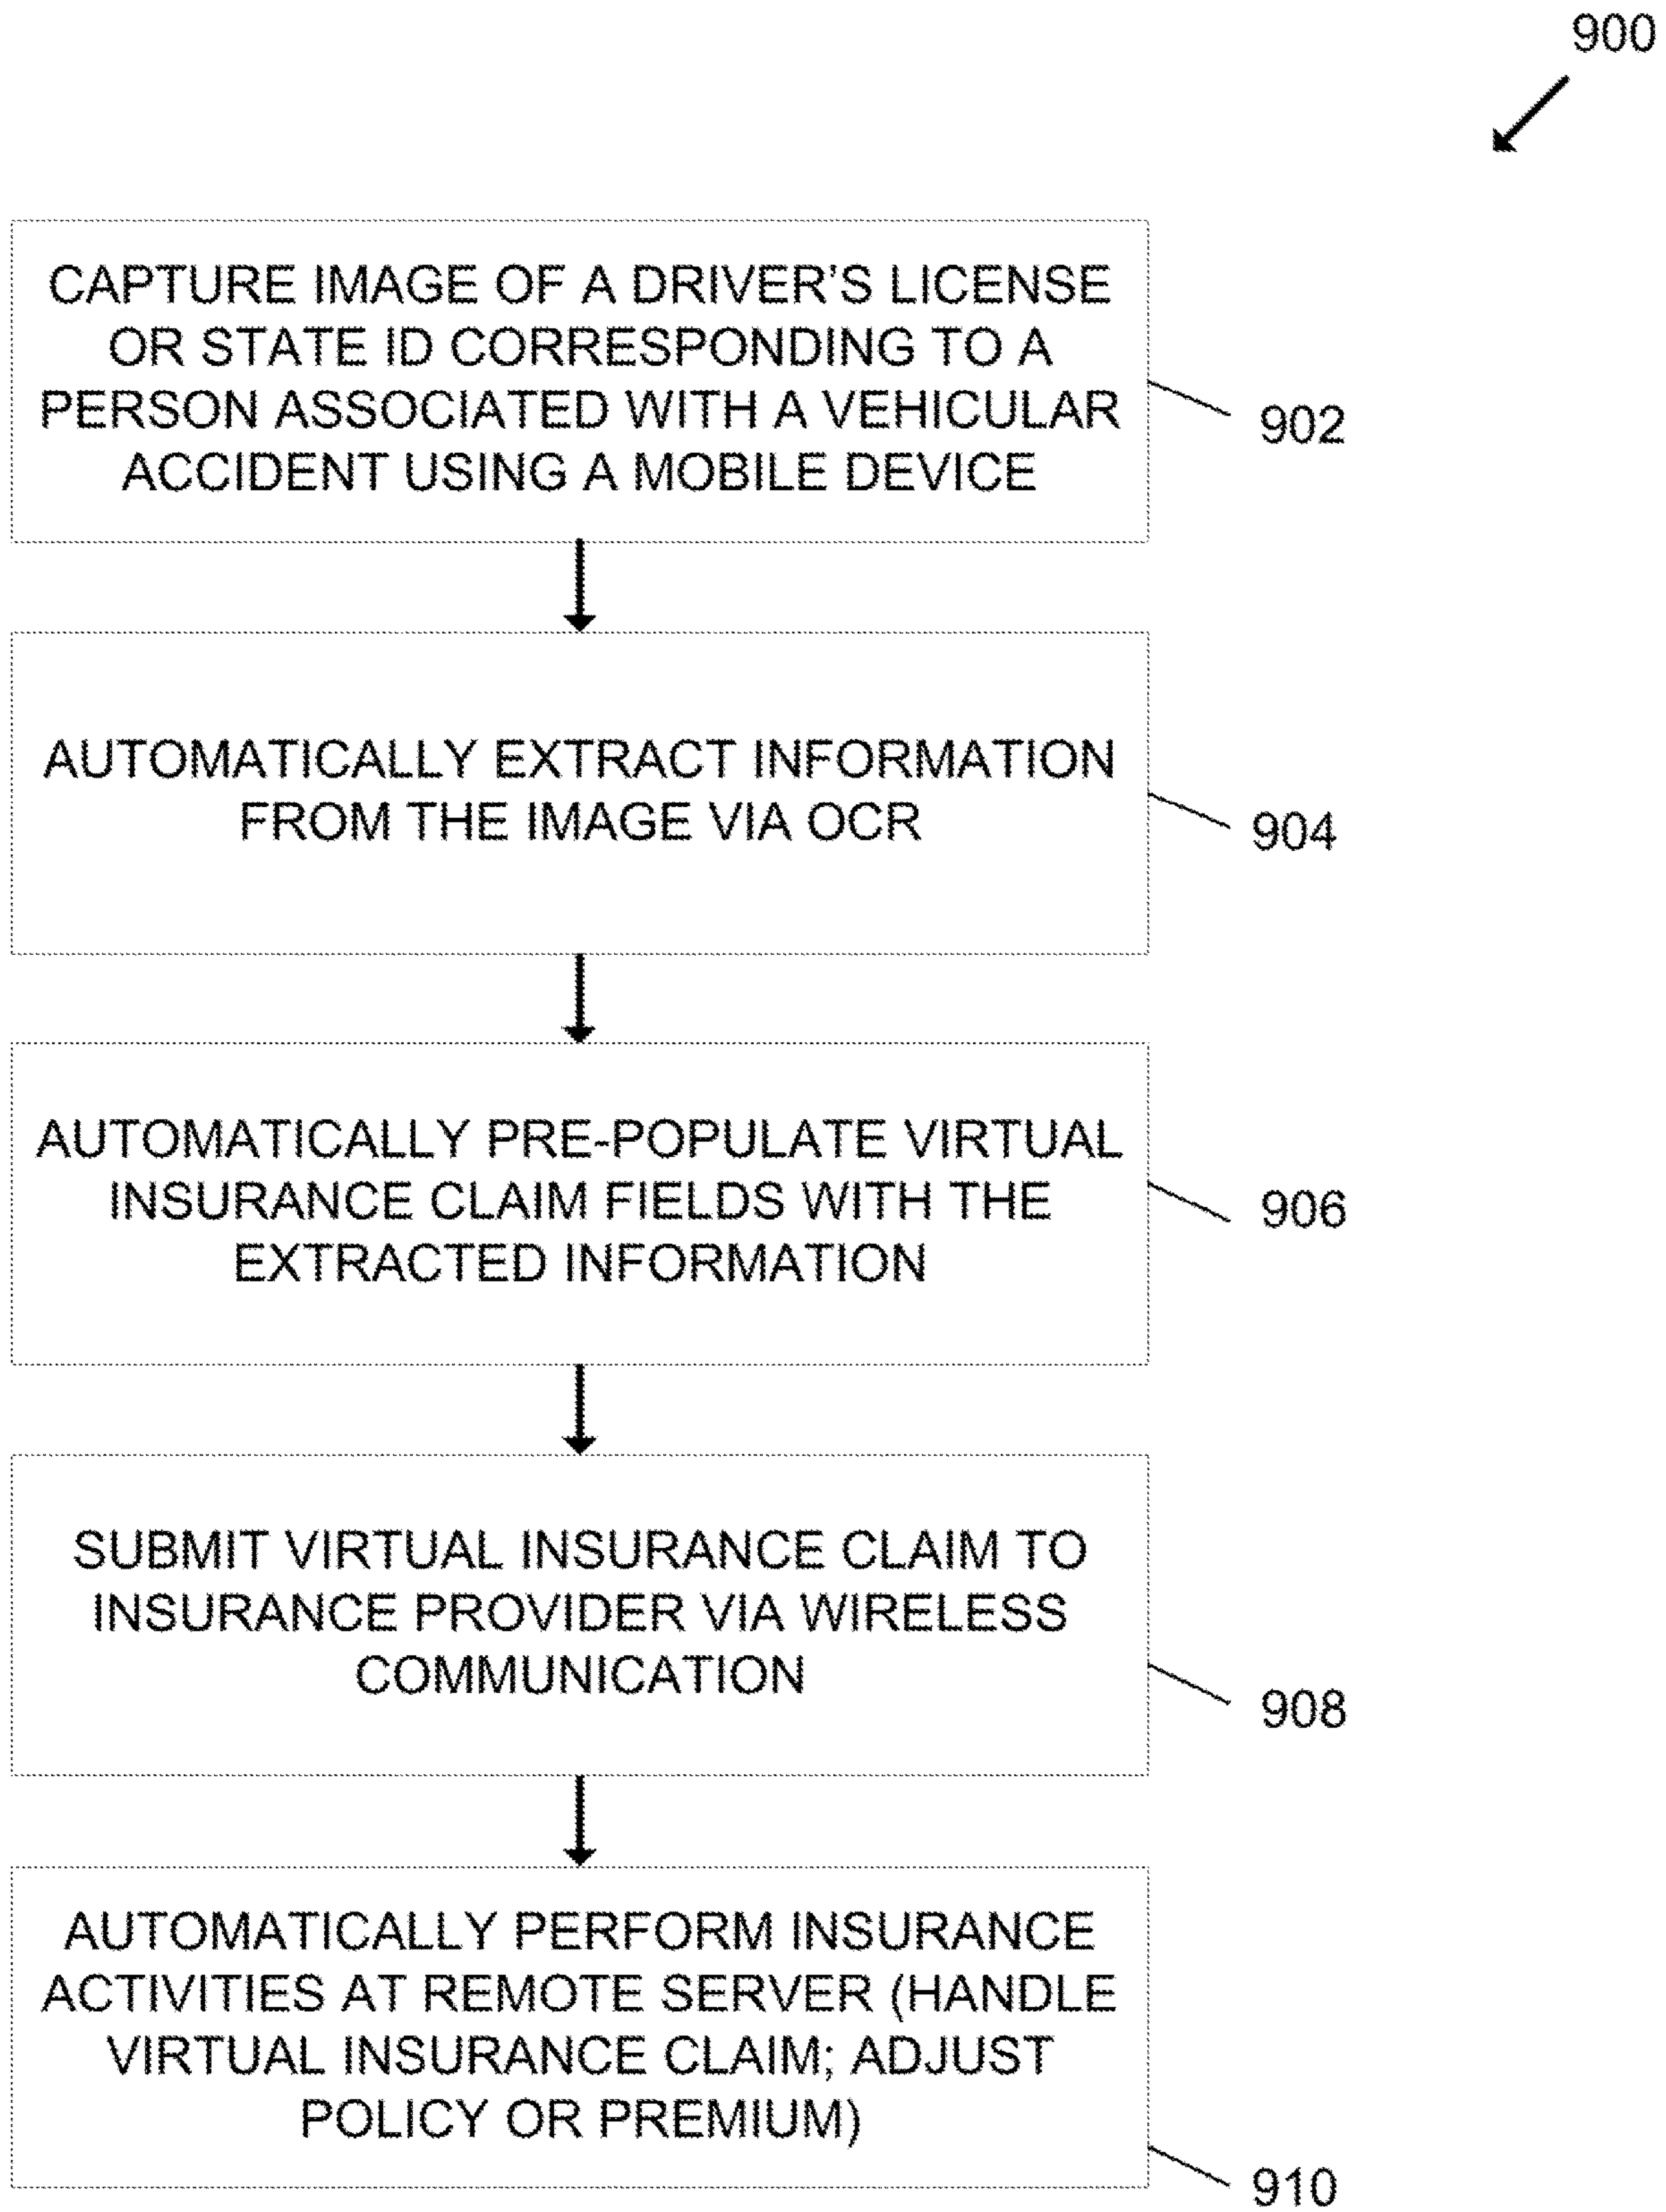 900
CAPTURE IMAGE OF A DRIVER'S LICENSE
OR STATE ID CORRESPONDING TO A
PERSON ASSOCIATED WITH A VEHICULAR
ACCIDENT USING A MOBILE DEVICE
902
AUTOMATICALLY EXTRACT INFORMATION
FROM THE IMAGE VIA OCR
904
AUTOMATICALLY PRE-POPULATE VIRTUAL
INSURANCE CLAIM FIELDS WITH THE
EXTRACTED INFORMATION
906
SUBMIT VIRTUAL INSURANCE CLAIM TO
INSURANCE PROVIDER VIA WIRELESS
COMMUNICATION
908
AUTOMATICALLY PERFORM INSURANCE
ACTIVITIES AT REMOTE SERVER (HANDLE
VIRTUAL INSURANCE CLAIM; ADJUST
POLICY OR PREMIUM)
910